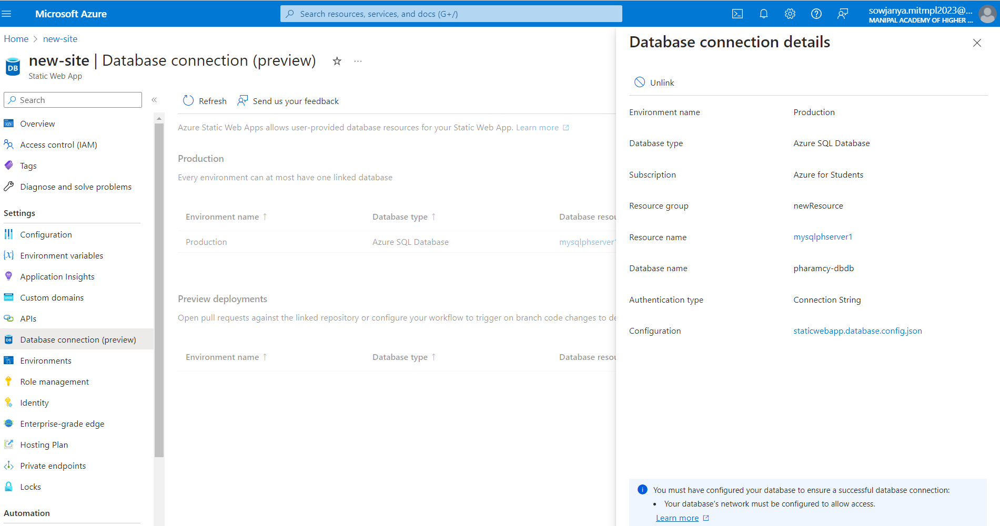 Microsoft Azure
Search resources, services, and docs (G+/)
sowjanya.mitmpl2023@...
MANIPAL ACADEMY OF HIGHER ...
Home > new-site
new-site | Database connection (preview) ...
Static Web App
Search
Overview
Access control (IAM)
Tags
Diagnose and solve problems
Settings
Configuration
Environment variables
Application Insights
Custom domains
APIs
Database connection (preview)
Environments
Role management
Identity
Enterprise-grade edge
Hosting Plan
Private endpoints
Locks
Automation
Refresh Send us your feedback
Azure Static Web Apps allows user-provided database resources for your Static Web App. Learn more
Production
Every environment can at most have one linked database
Environment name ↑ Database type ↑ Database resou
Production Azure SQL Database mysqlphserver1
Preview deployments
Open pull requests against the linked repository or configure your workflow to trigger on branch code changes to de
Environment name ↑ Database type ↑ Database resou
Database connection details
Unlink
Environment name Production
Database type Azure SQL Database
Subscription Azure for Students
Resource group newResource
Resource name mysqlphserver1
Database name pharamcy-dbdb
Authentication type Connection String
Configuration staticwebapp.database.config.json
You must have configured your database to ensure a successful database connection:
• Your database's network must be configured to allow access.
Learn more